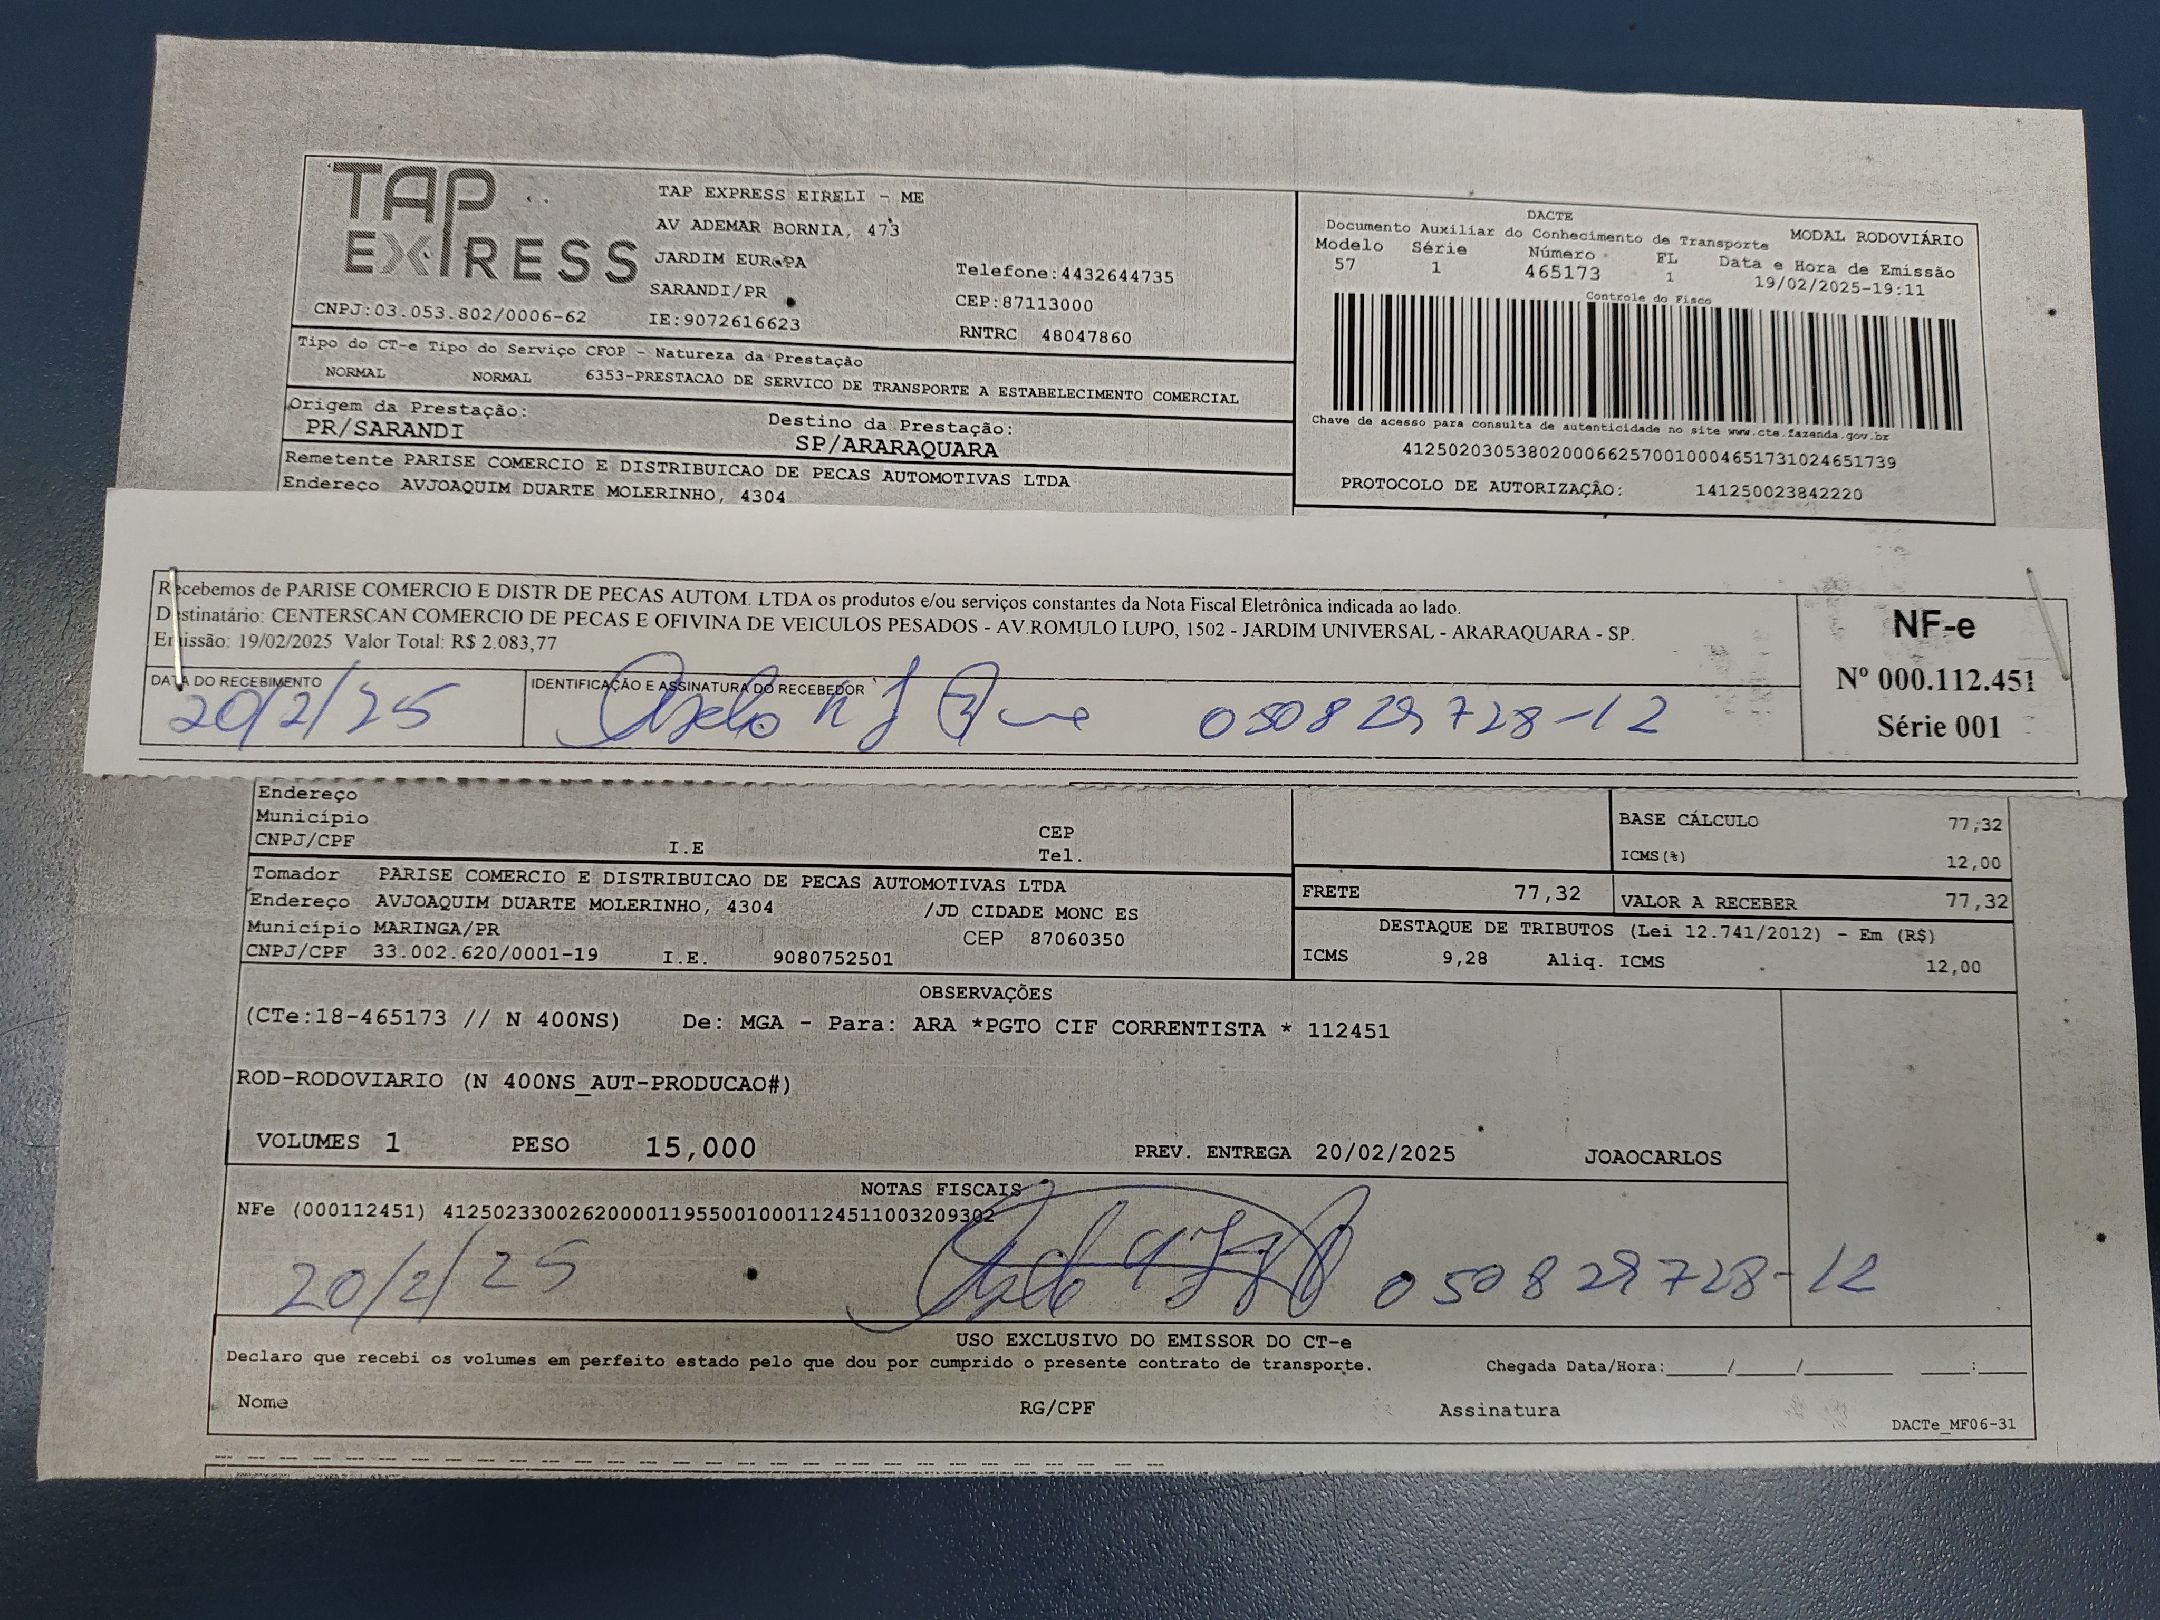 TAP EXPRESS
TAP EXPRESS EIRELI - ME
AV ADEMAR BORNIA, 473
JARDIM EUROPA
SARANDI/PR
Telefone:4432644735
CEP:87113000
CNPJ:03.053.802/0006-62 IE:9072616623 RNTRC 48047860
DACTE
Documento Auxiliar do Conhecimento de Transporte MODAL RODOVIÁRIO
Modelo Série Número FL Data e Hora de Emissão
57 1 465173 1 19/02/2025-19:11
Controle do Fisco
Chave de acesso para consulta de autenticidade no site www.cte.fazenda.gov.br
41250203053802000662570010004651731024651739
PROTOCOLO DE AUTORIZAÇÃO: 141250023842220
Tipo do CT-e Tipo do Serviço CFOP - Natureza da Prestação
NORMAL NORMAL 6353-PRESTACAO DE SERVICO DE TRANSPORTE A ESTABELECIMENTO COMERCIAL
Origem da Prestação: Destino da Prestação:
PR/SARANDI SP/ARARAQUARA
Remetente PARISE COMERCIO E DISTRIBUICAO DE PECAS AUTOMOTIVAS LTDA
Endereco AVJOAQUIM DUARTE MOLERINHO, 4304
Recebemos de PARISE COMERCIO E DISTR DE PECAS AUTOM. LTDA os produtos e/ou serviços constantes da Nota Fiscal Eletrônica indicada ao lado.
Destinatário: CENTERSCAN COMERCIO DE PECAS E OFIVINA DE VEICULOS PESADOS - AV.ROMULO LUPO, 1502 - JARDIM UNIVERSAL - ARARAQUARA - SP.
Emissão: 19/02/2025 Valor Total: R$ 2.083,77
DATA DO RECEBIMENTO IDENTIFICAÇÃO E ASSINATURA DO RECEBEDOR
20/2/25 050829728-12
NF-e
Nº 000.112.451
Série 001
Endereço
Município CEP
CNPJ/CPF I.E Tel.
BASE CÁLCULO 77,32
ICMS(%) 12,00
Tomador PARISE COMERCIO E DISTRIBUICAO DE PECAS AUTOMOTIVAS LTDA
Endereço AVJOAQUIM DUARTE MOLERINHO, 4304 /JD CIDADE MONC ES
Município MARINGA/PR CEP 87060350
CNPJ/CPF 33.002.620/0001-19 I.E. 9080752501
FRETE 77,32 VALOR A RECEBER 77,32
DESTAQUE DE TRIBUTOS (Lei 12.741/2012) - Em (R$)
ICMS 9,28 Aliq. ICMS 12,00
OBSERVAÇÕES
(CTe:18-465173 // N 400NS) De: MGA - Para: ARA *PGTO CIF CORRENTISTA * 112451
ROD-RODOVIARIO (N 400NS_AUT-PRODUCAO#)
VOLUMES 1 PESO 15,000 PREV. ENTREGA 20/02/2025 JOAOCARLOS
NOTAS FISCAIS
NFe (000112451) 41250233002620000119550010001124511003209302
20/2/25 050829728-12
USO EXCLUSIVO DO EMISSOR DO CT-e
Declaro que recebi os volumes em perfeito estado pelo que dou por cumprido o presente contrato de transporte. Chegada Data/Hora:____/____/______ ____:____
Nome RG/CPF Assinatura
DACTe_MF06-31